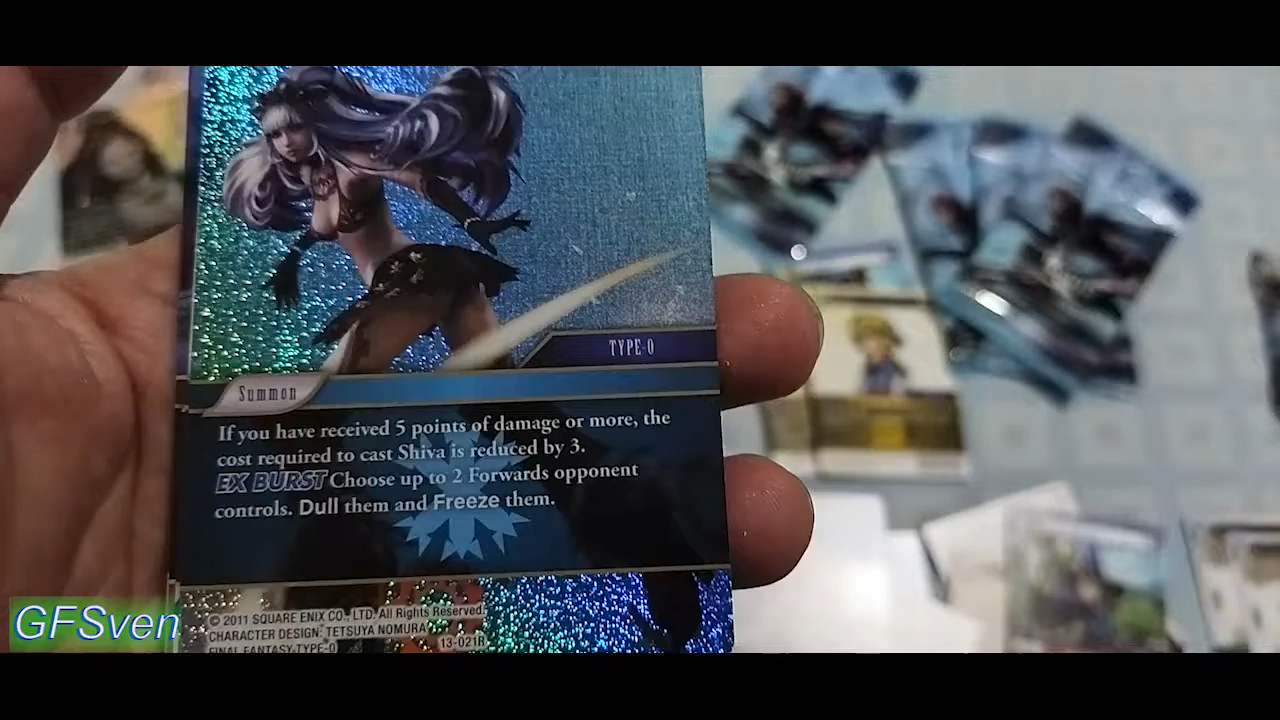 TYPE-0
Summon
If you have received 5 points of damage or more, the
cost required to cast Shiva is reduced by 3.
EX BURST Choose up to 2 Forwards opponent
controls. Dull them and Freeze them.
GFSven
© 2011 SQUARE ENIX CO., LTD. All Rights Reserved.
CHARACTER DESIGN: TETSUYA NOMURA
FINAL FANTASY TYPE-0
13-021R